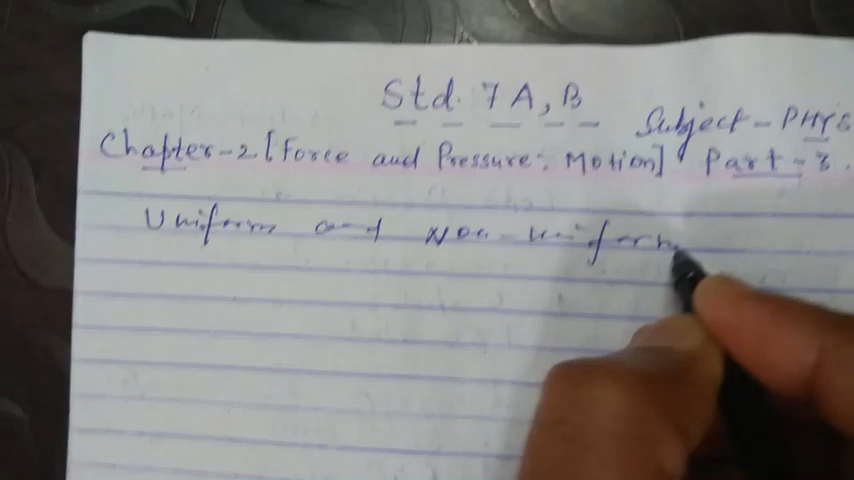 Std. 7 A, B
Subject - PHYS
Chapter - 2 [Force and Pressure: Motion] Part - 3.
Uniform and Non-uniform